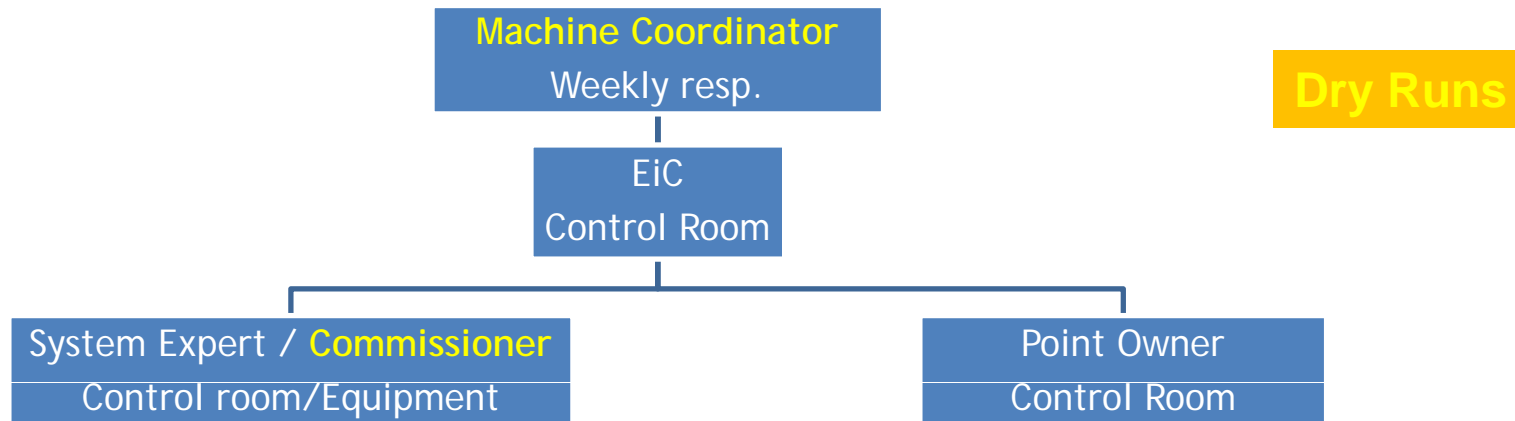 Machine Coordinator
Weekly resp.
Dry Runs
EiC
Control Room
System Expert / Commissioner
Control room/Equipment
Point Owner
Control Room